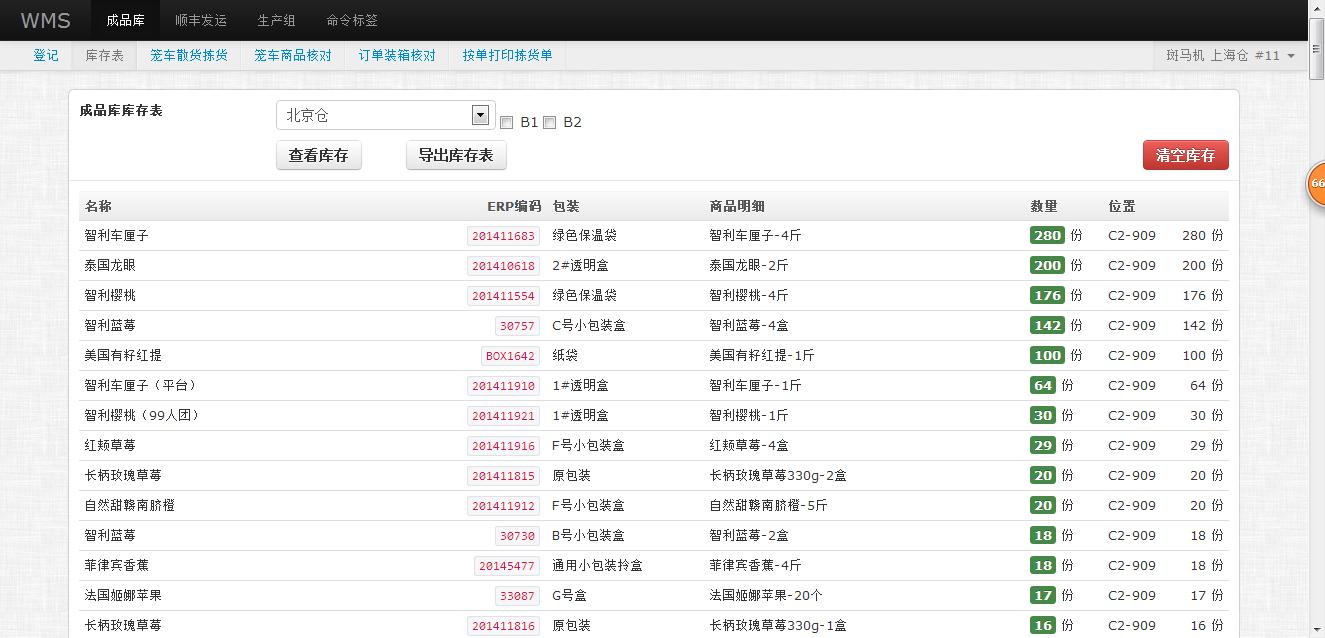 WMS 成品库 顺丰发运 生产组 命令标签
登记 库存表 笼车散货拣货 笼车商品核对 订单装箱核对 按单打印拣货单 斑马机 上海仓 #11
成品库库存表 北京仓 B1 B2
查看库存 导出库存表 清空库存
名称 ERP编码 包装 商品明细 数量 位置
智利车厘子 201411683 绿色保温袋 智利车厘子-4斤 280 份 C2-909 280 份
泰国龙眼 201410618 2#透明盒 泰国龙眼-2斤 200 份 C2-909 200 份
智利樱桃 201411554 绿色保温袋 智利樱桃-4斤 176 份 C2-909 176 份
智利蓝莓 30757 C号小包装盒 智利蓝莓-4盒 142 份 C2-909 142 份
美国有籽红提 BOX1642 纸袋 美国有籽红提-1斤 100 份 C2-909 100 份
智利车厘子（平台） 201411910 1#透明盒 智利车厘子-1斤 64 份 C2-909 64 份
智利樱桃（99人团） 201411921 1#透明盒 智利樱桃-1斤 30 份 C2-909 30 份
红颊草莓 201411916 F号小包装盒 红颊草莓-4盒 29 份 C2-909 29 份
长柄玫瑰草莓 201411815 原包装 长柄玫瑰草莓330g-2盒 20 份 C2-909 20 份
自然甜赣南脐橙 201411912 F号小包装盒 自然甜赣南脐橙-5斤 20 份 C2-909 20 份
智利蓝莓 30730 B号小包装盒 智利蓝莓-2盒 18 份 C2-909 18 份
菲律宾香蕉 20145477 通用小包装拎盒 菲律宾香蕉-4斤 18 份 C2-909 18 份
法国姬娜苹果 33087 G号盒 法国姬娜苹果-20个 17 份 C2-909 17 份
长柄玫瑰草莓 201411816 原包装 长柄玫瑰草莓330g-1盒 16 份 C2-909 16 份